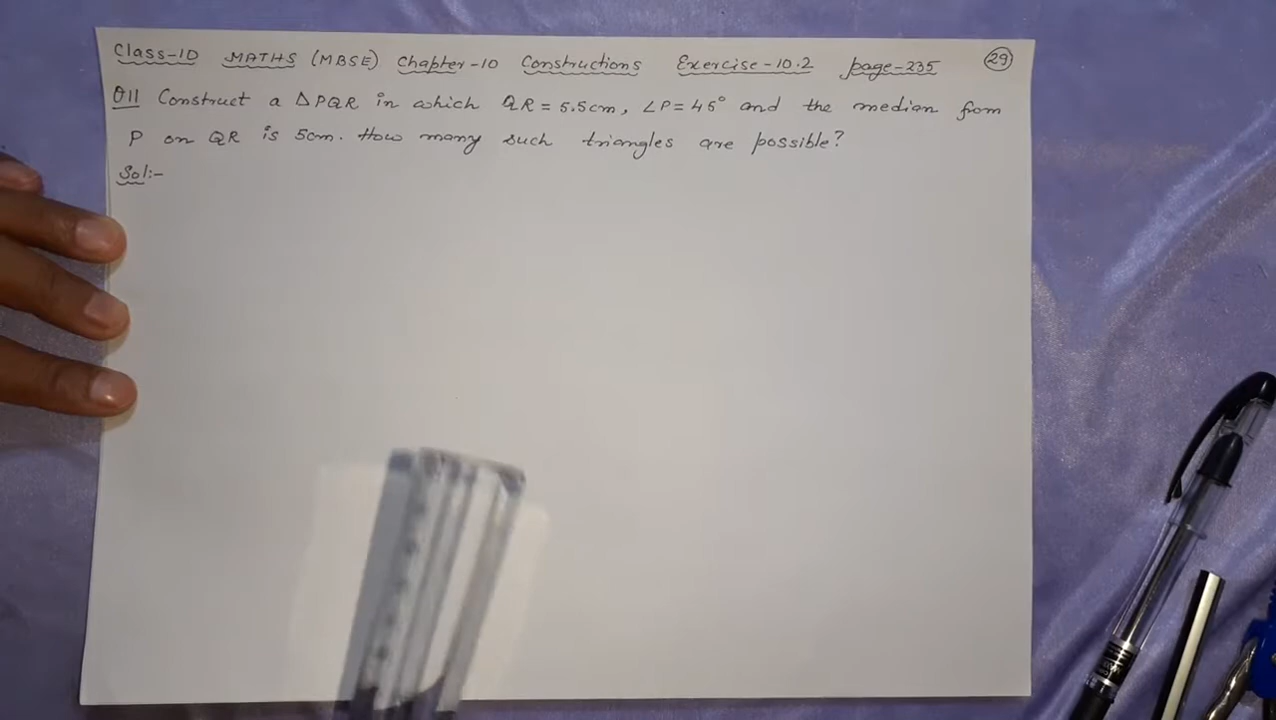 Class-10 MATHS (MBSE) Chapter-10 Constructions Exercise-10.2 page-235 29
Q11 Construct a △PQR in which QR = 5.5cm, ∠P = 45° and the median from
P on QR is 5cm. How many such triangles are possible?
Sol:-